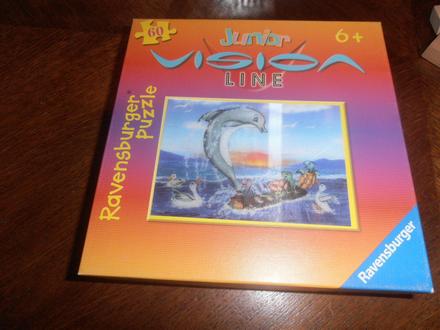 60
Junior
6+
VISION
LINE
Ravensburger®
Puzzle
Ravensburger